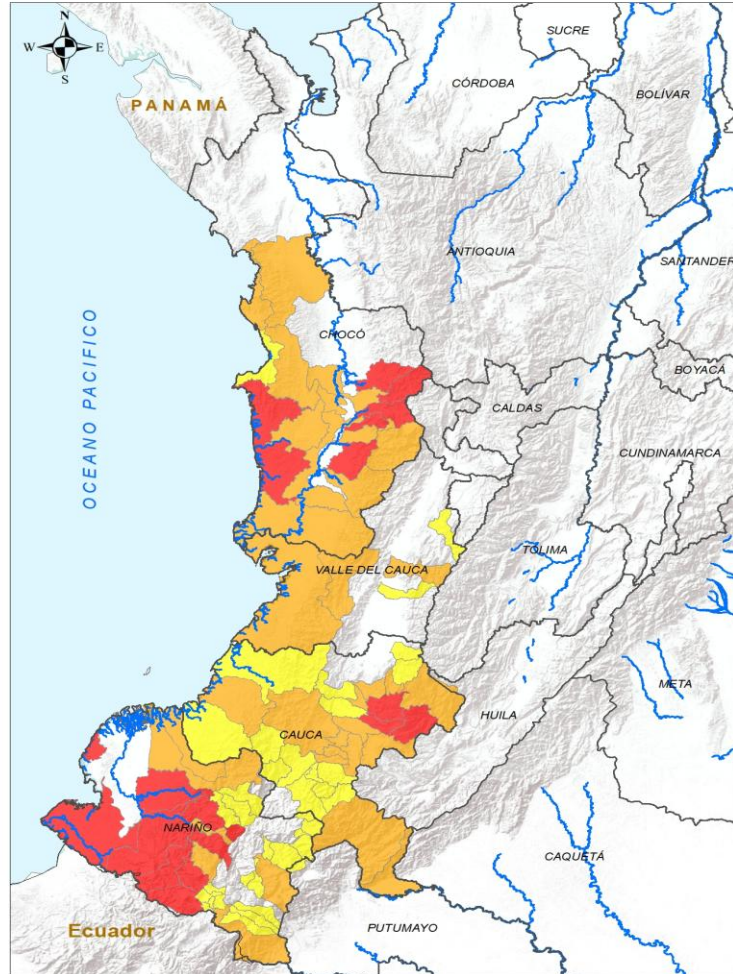 N
W E
S
SUCRE
CÓRDOBA
BOLÍVAR
PANAMÁ
ANTIOQUIA
SANTANDER
OCEANO PACIFICO
CHOCÓ
BOYACÁ
CALDAS
CUNDINAMARCA
TOLIMA
VALLE DEL CAUCA
META
HUILA
CAUCA
NARIÑO
CAQUETÁ
PUTUMAYO
Ecuador